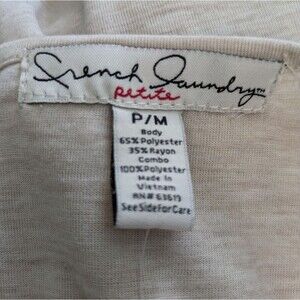 French Laundry™
petite
P/M
Body
65% Polyester
35% Rayon
Combo
100% Polyester
Made in
Vietnam
RN# 63619
See Side For Care